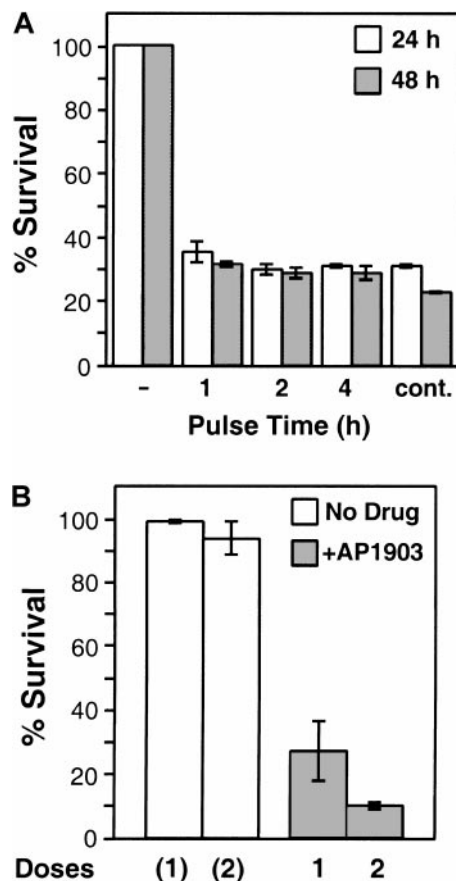 A
24 h
48 h
% Survival
100
80
60
40
20
0
- 1 2 4 cont.
Pulse Time (h)
B
No Drug
+AP1903
% Survival
100
80
60
40
20
0
Doses (1) (2) 1 2